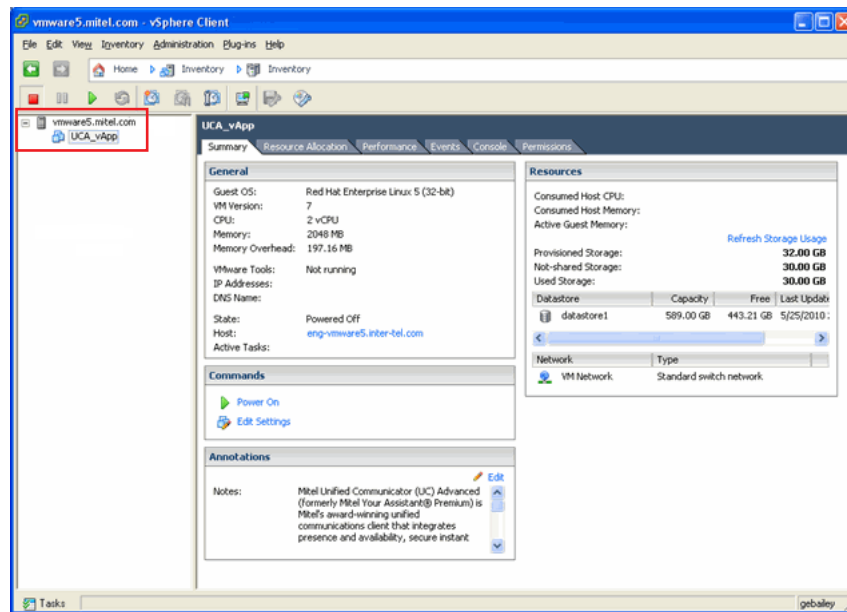 vmware5.mitel.com - vSphere Client
File Edit View Inventory Administration Plug-ins Help
Home Inventory Inventory
vmware5.mitel.com
UCA_vApp
UCA_vApp
Summary Resource Allocation Performance Events Console Permissions
General
Guest OS: Red Hat Enterprise Linux 5 (32-bit)
VM Version: 7
CPU: 2 vCPU
Memory: 2048 MB
Memory Overhead: 197.16 MB
VMware Tools: Not running
IP Addresses:
DNS Name:
State: Powered Off
Host: eng-vmware5.inter-tel.com
Active Tasks:
Commands
Power On
Edit Settings
Annotations
Edit
Notes: Mitel Unified Communicator (UC) Advanced
(formerly Mitel Your Assistant® Premium) is
Mitel's award-winning unified
communications client that integrates
presence and availability, secure instant
Resources
Consumed Host CPU:
Consumed Host Memory:
Active Guest Memory:
Refresh Storage Usage
Provisioned Storage: 32.00 GB
Not-shared Storage: 30.00 GB
Used Storage: 30.00 GB
Datastore Capacity Free Last Updat
datastore1 589.00 GB 443.21 GB 5/25/2010
Network Type
VM Network Standard switch network
Tasks gebailey